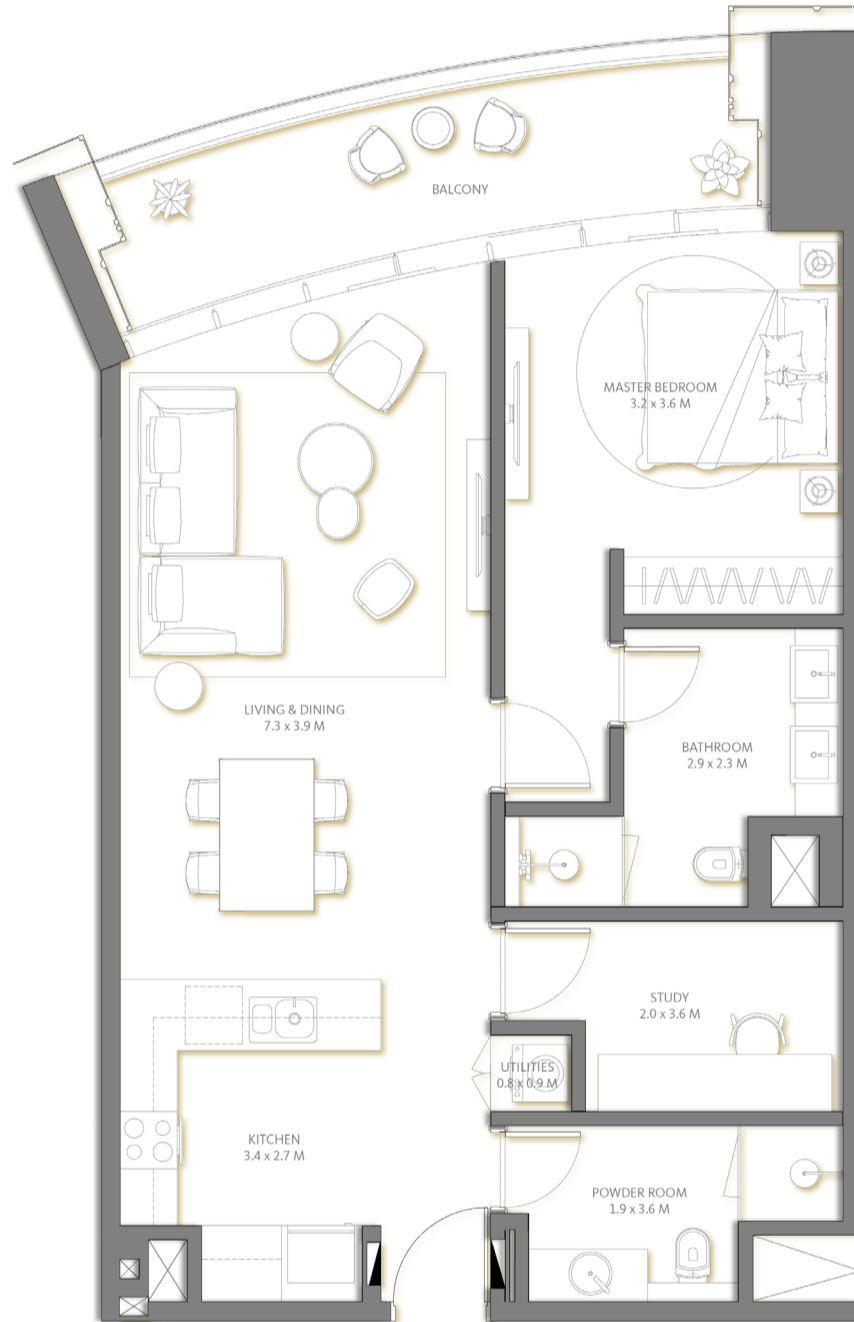 BALCONY
MASTER BEDROOM
3.2 x 3.6 M
LIVING & DINING
7.3 x 3.9 M
BATHROOM
2.9 x 2.3 M
STUDY
2.0 x 3.6 M
UTILITIES
0.8 x 0.9 M
KITCHEN
3.4 x 2.7 M
POWDER ROOM
1.9 x 3.6 M